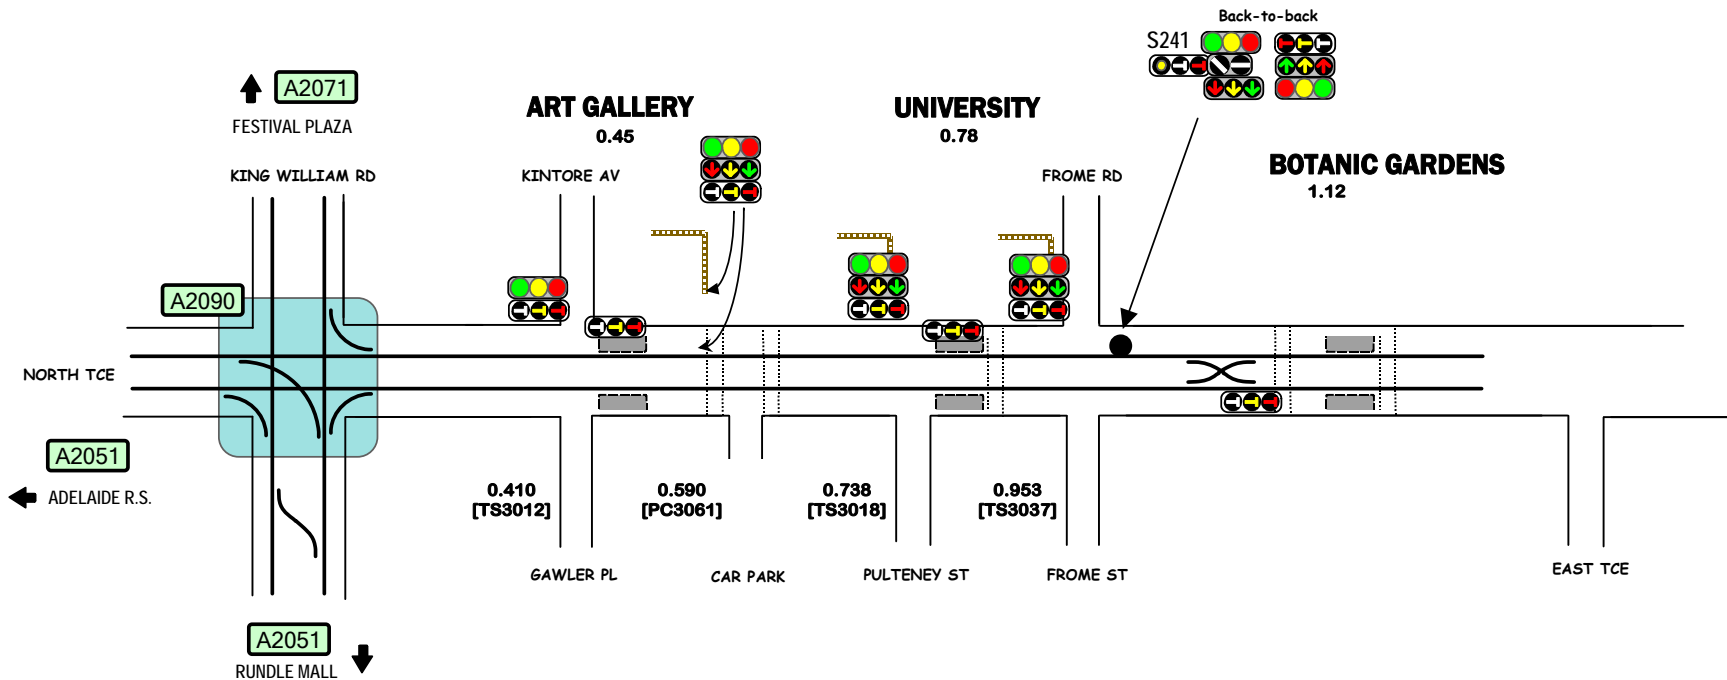 Back-to-back
S241
A2071
FESTIVAL PLAZA
ART GALLERY
0.45
UNIVERSITY
0.78
BOTANIC GARDENS
1.12
KING WILLIAM RD
KINTORE AV
FROME RD
A2090
NORTH TCE
A2051
ADELAIDE R.S.
0.410
[TS3012]
0.590
[PC3061]
0.738
[TS3018]
0.953
[TS3037]
GAWLER PL
CAR PARK
PULTENEY ST
FROME ST
EAST TCE
A2051
RUNDLE MALL